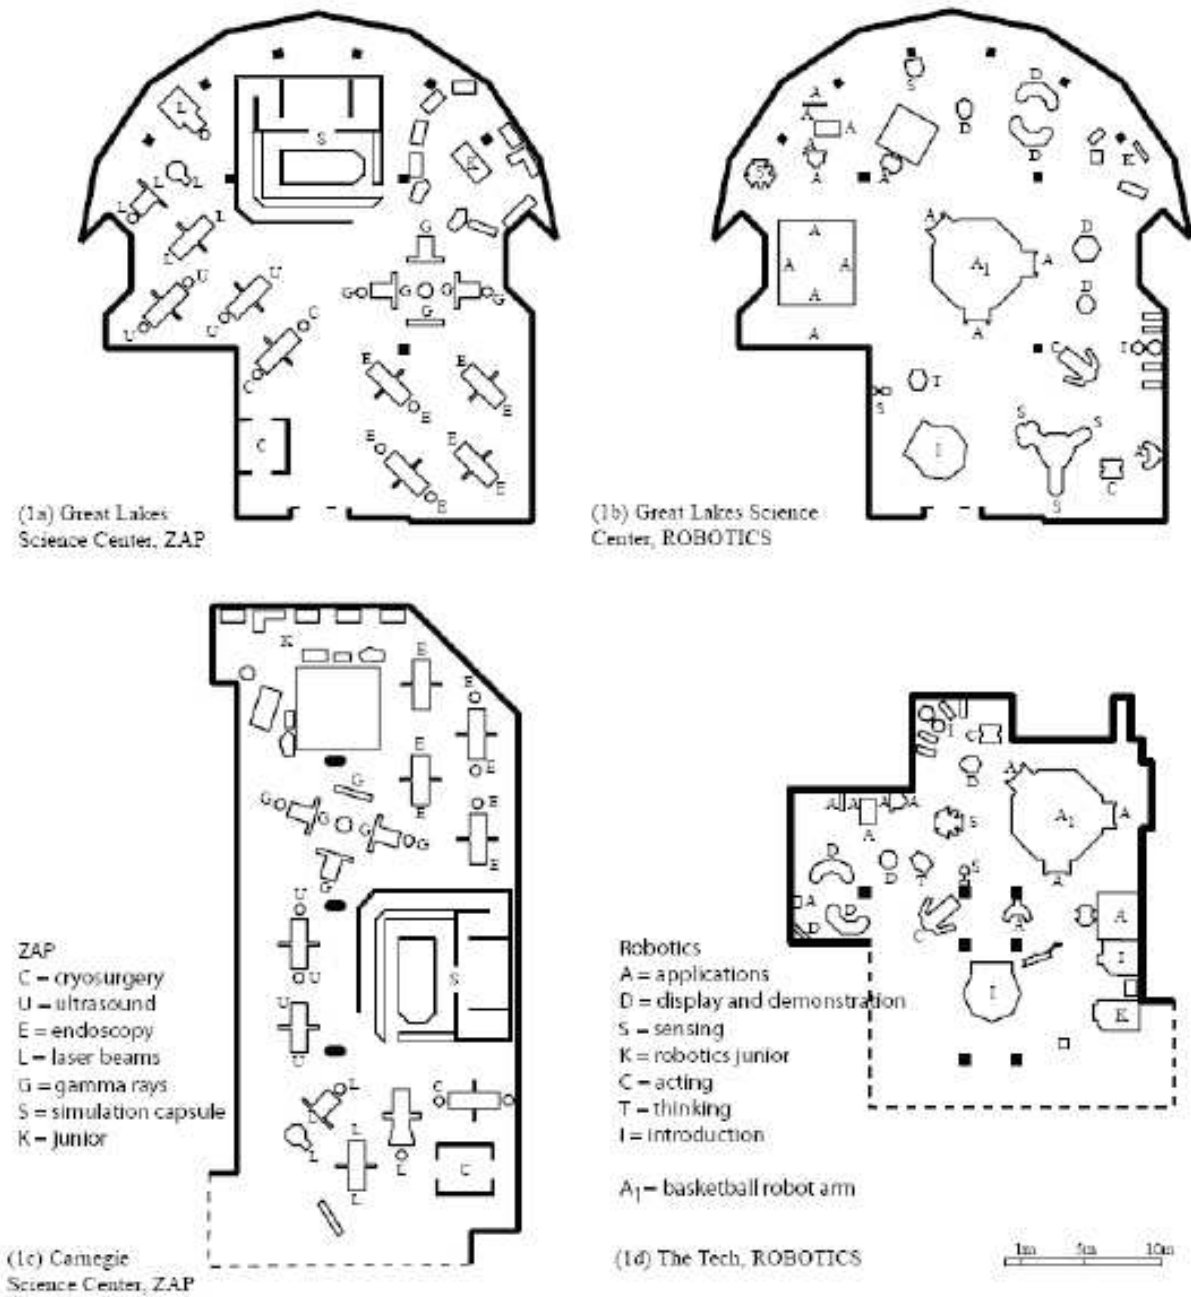 L
S
K
L
L
L
L
L
G
G
G
G
G
G
U
U
U
U
C
C
C
E
E
E
E
E
E
E
E
(1a) Great Lakes
Science Center, ZAP
S
D
A
A
A
D
A
A
A
D
K
S
A
A
A
A
A
A
A
A1
A
A
D
D
C
I
T
S
I
S
S
S
A
C
(1b) Great Lakes Science
Center, ROBOTICS
K
E
E
E
E
E
E
E
G
G
G
G
G
G
U
U
U
U
S
L
L
L
L
L
L
C
C
ZAP
C = cryosurgery
U = ultrasound
E = endoscopy
L = laser beams
G = gamma rays
S = simulation capsule
K = junior
(1c) Carnegie
Science Center, ZAP
I
C
D
A
A1
A
A
A
A
A
A
A
S
D
D
T
S
A
D
D
C
A
A
I
I
K
Robotics
A = applications
D = display and demonstration
S = sensing
K = robotics junior
C = acting
T = thinking
I = introduction
A1 = basketball robot arm
(1d) The Tech, ROBOTICS
1m 5m 10m